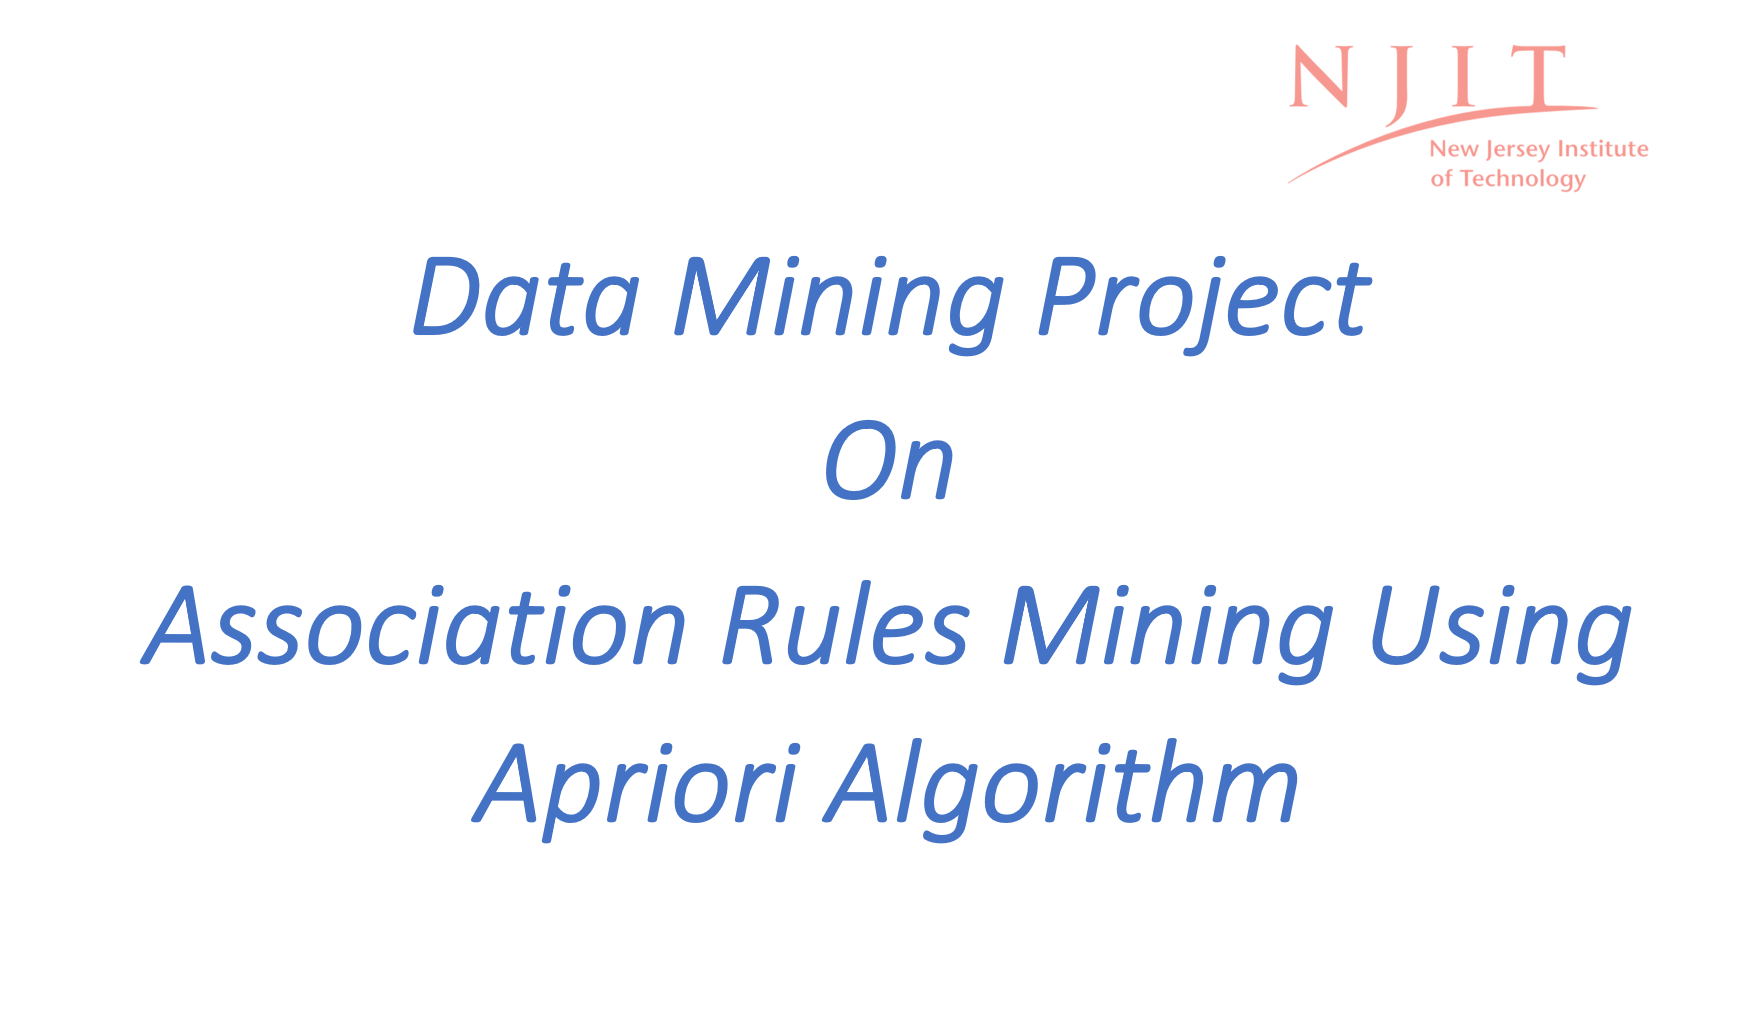 NJIT
New Jersey Institute
of Technology
Data Mining Project
On
Association Rules Mining Using
Apriori Algorithm